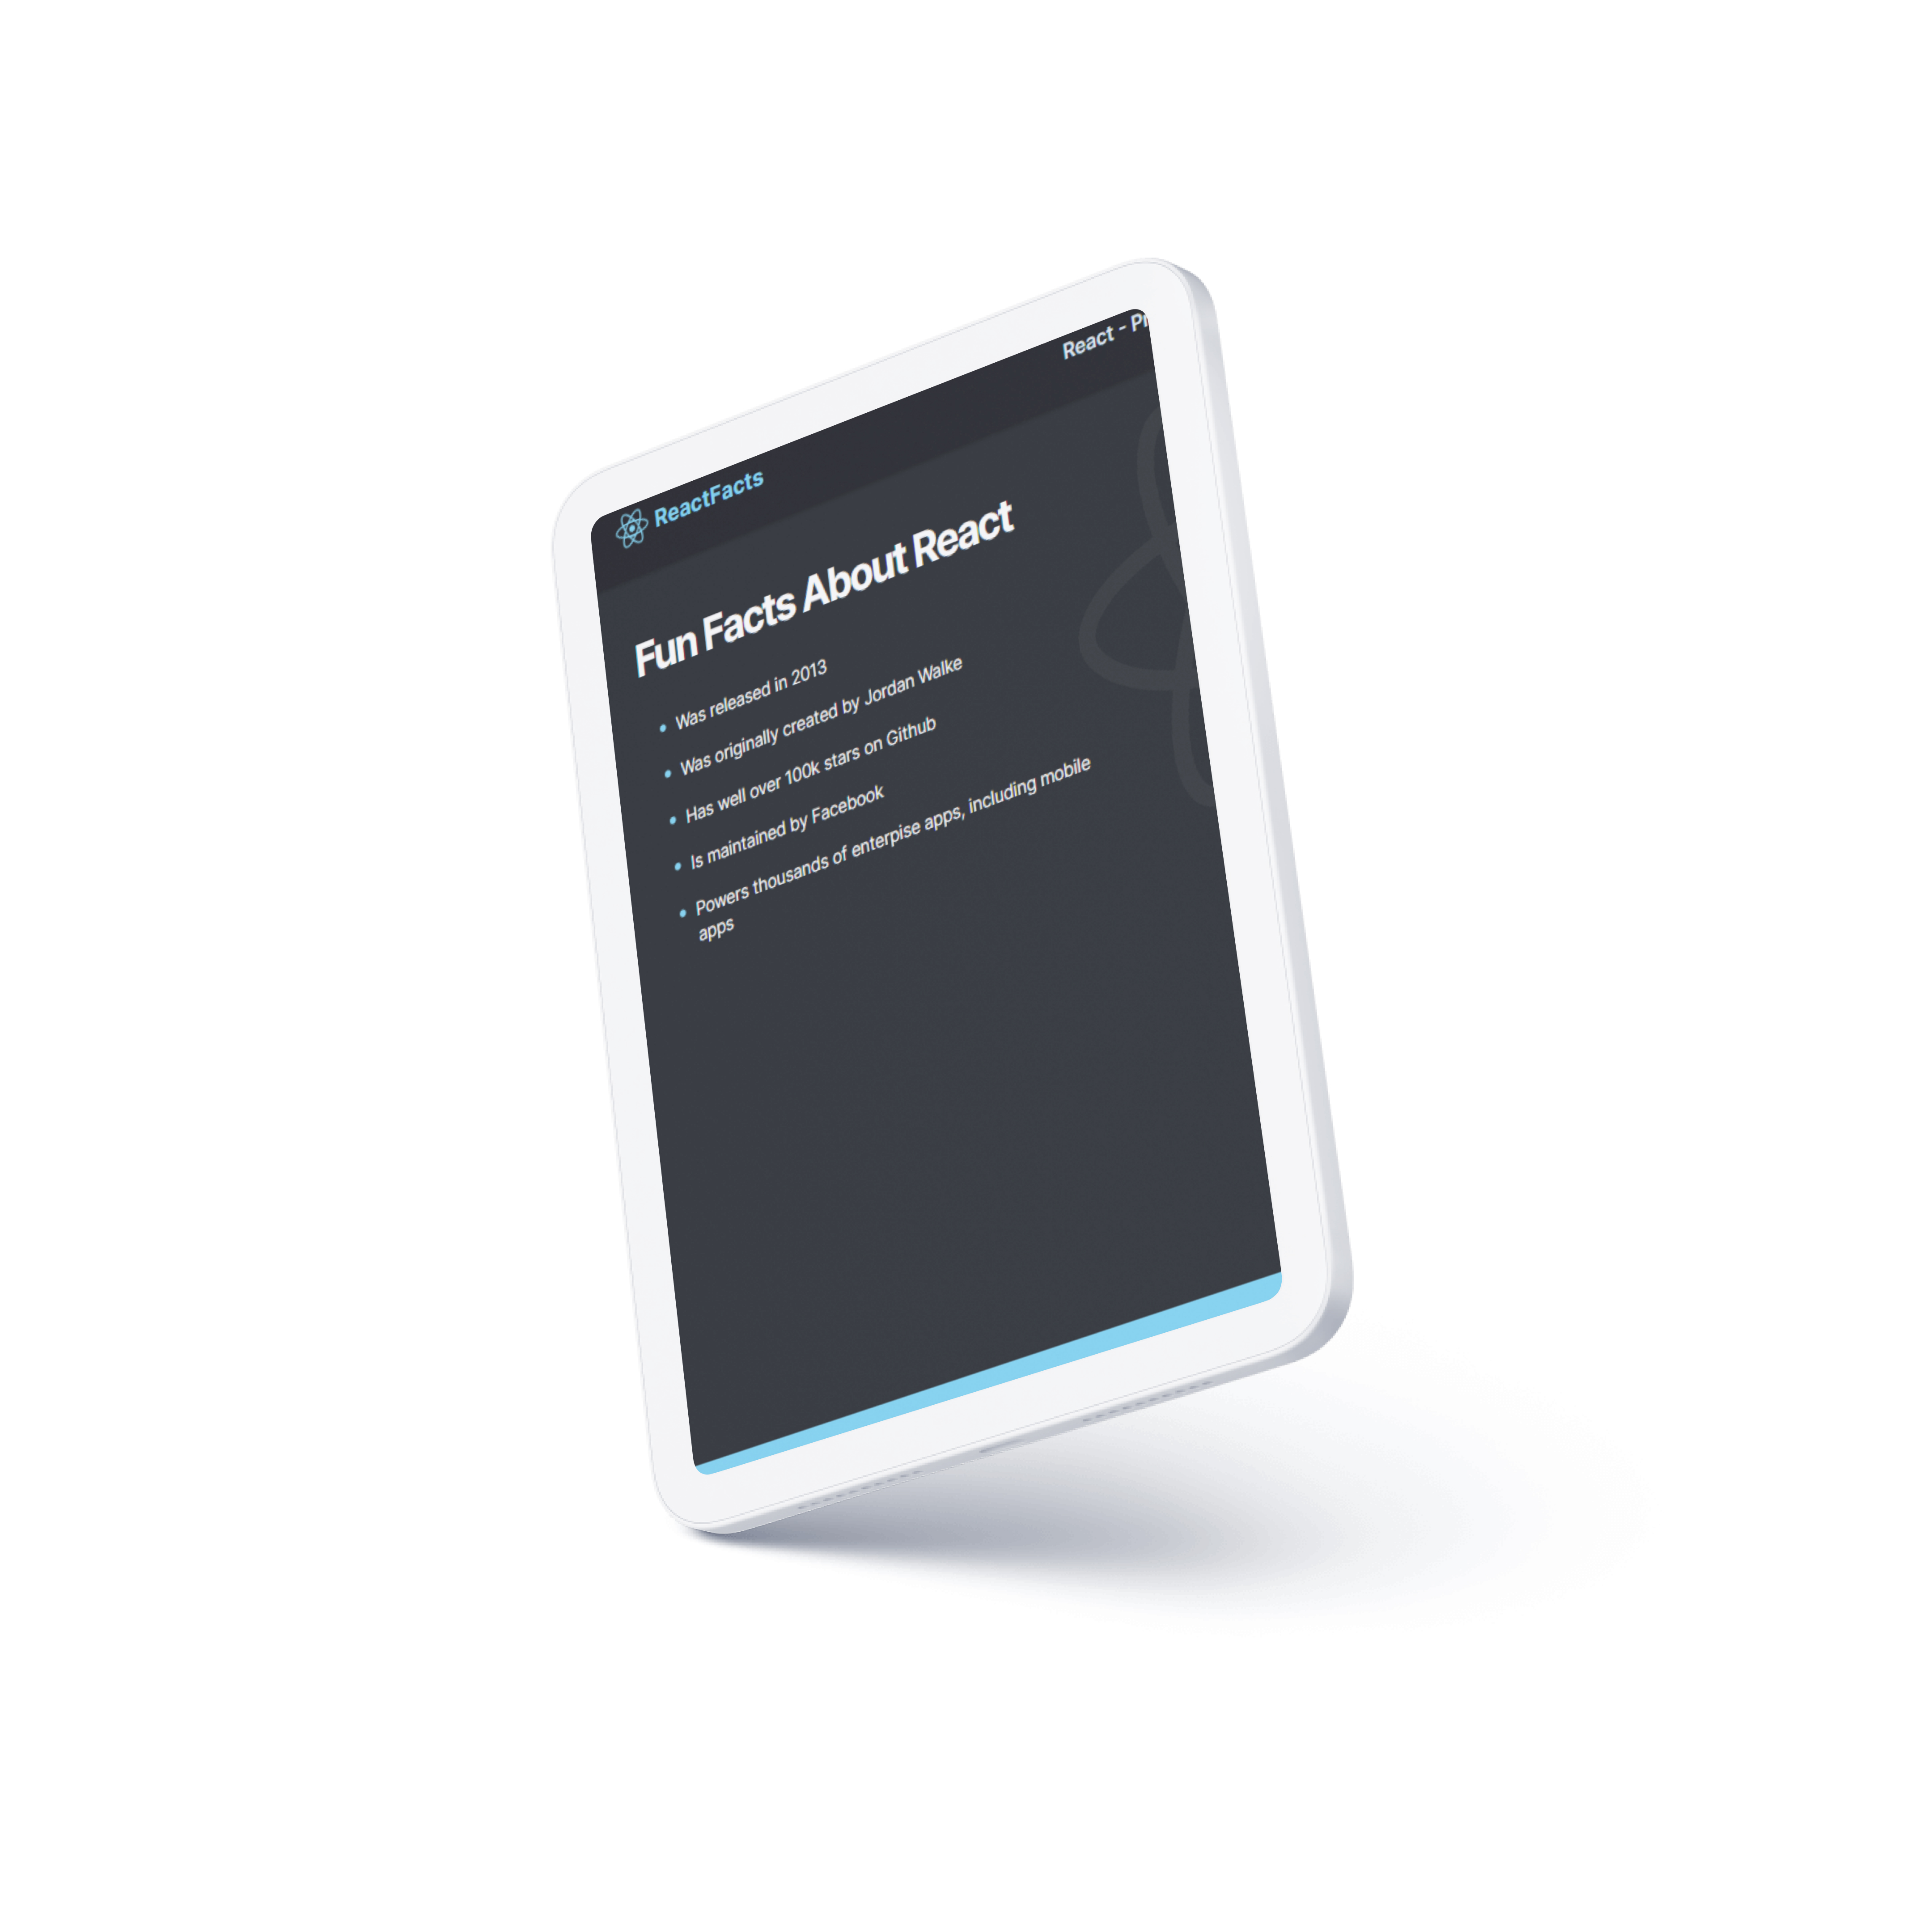 ReactFacts
React - Pr
Fun Facts About React
Was released in 2013
Was originally created by Jordan Walke
Has well over 100k stars on Github
Is maintained by Facebook
Powers thousands of enterpise apps, including mobile
apps